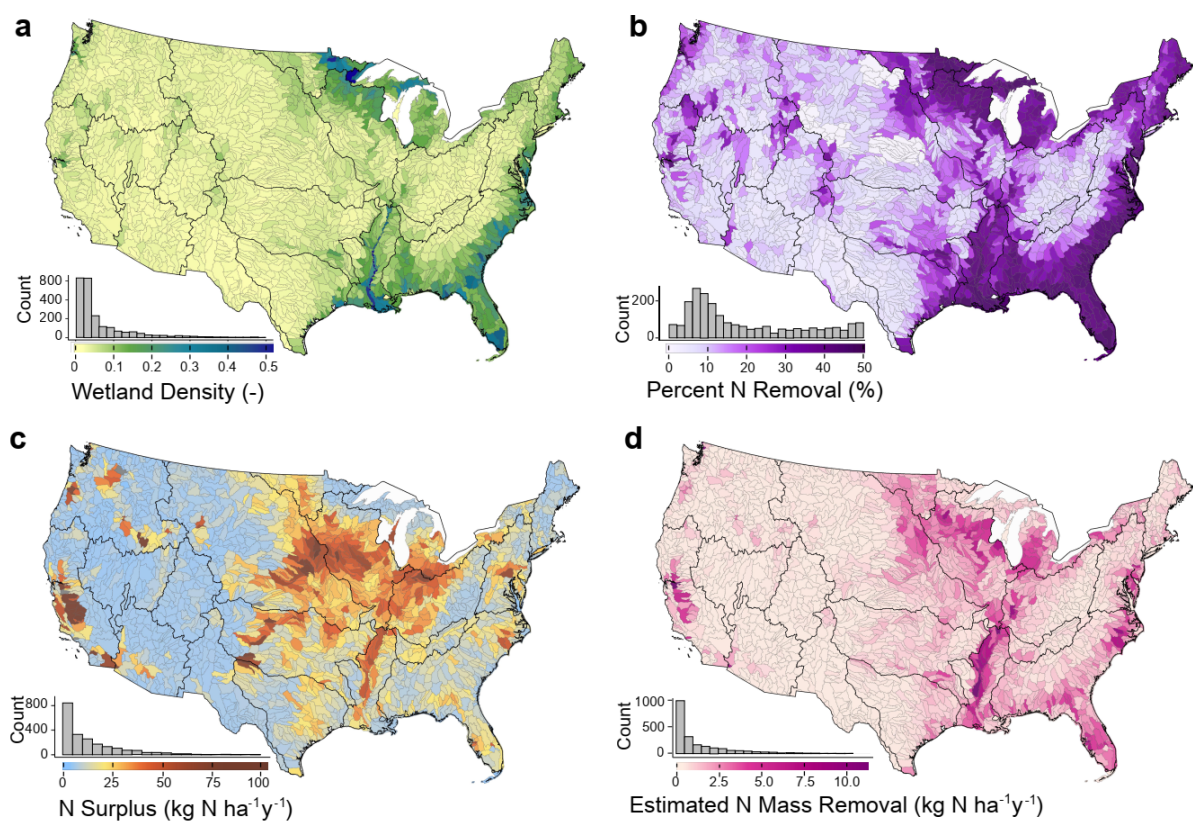 a
800
600
400
200
0
Count
0 0.1 0.2 0.3 0.4 0.5
Wetland Density (-)
b
200
0
Count
0 10 20 30 40 50
Percent N Removal (%)
c
800
400
0
Count
0 25 50 75 100
N Surplus (kg N ha⁻¹y⁻¹)
d
1000
500
0
Count
0 2.5 5.0 7.5 10.0
Estimated N Mass Removal (kg N ha⁻¹y⁻¹)